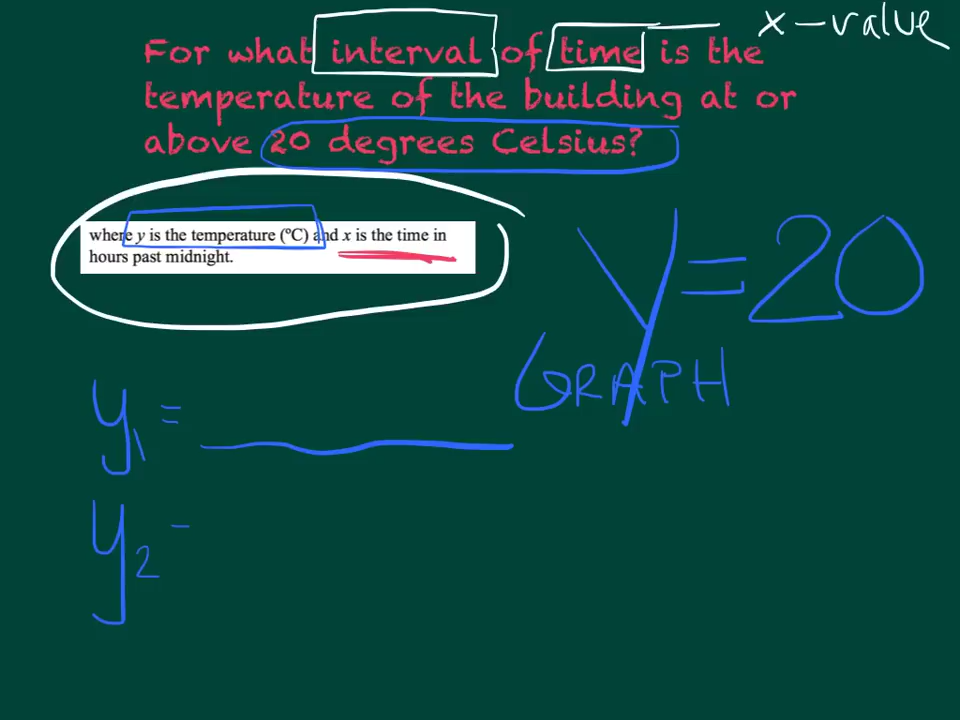 x-value
For what interval of time is the
temperature of the building at or
above 20 degrees Celsius?
where y is the temperature (°C) and x is the time in
hours past midnight.
y=20
GRAPH
y1 =
y2 =